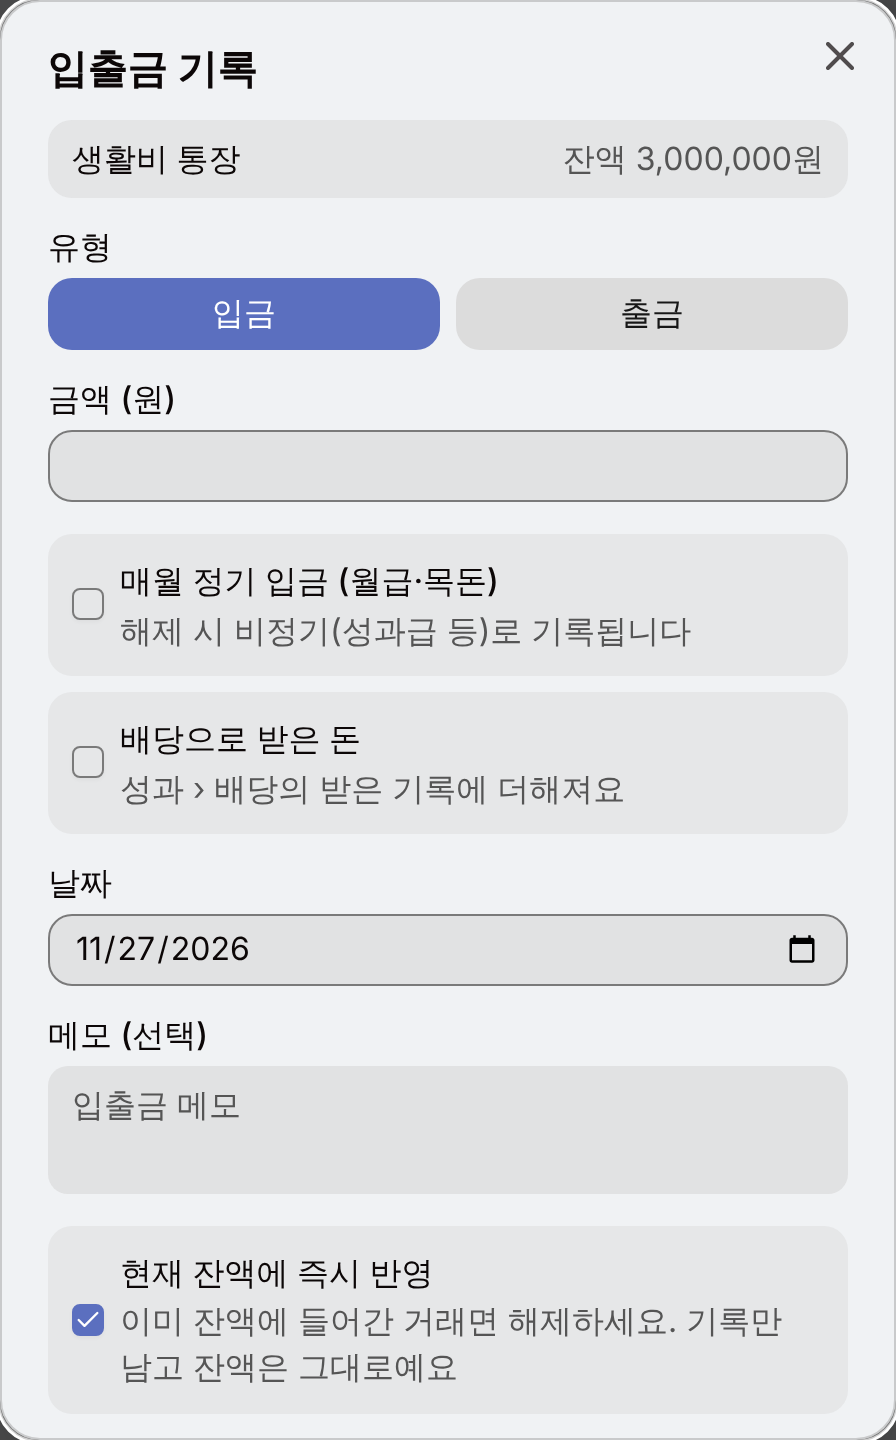 입출금 기록
생활비 통장 잔액 3,000,000원
유형
입금 출금
금액 (원)
매월 정기 입금 (월급·목돈)
해제 시 비정기(성과급 등)로 기록됩니다
배당으로 받은 돈
성과 › 배당의 받은 기록에 더해져요
날짜
11/27/2026
메모 (선택)
입출금 메모
현재 잔액에 즉시 반영
이미 잔액에 들어간 거래면 해제하세요. 기록만
남고 잔액은 그대로예요